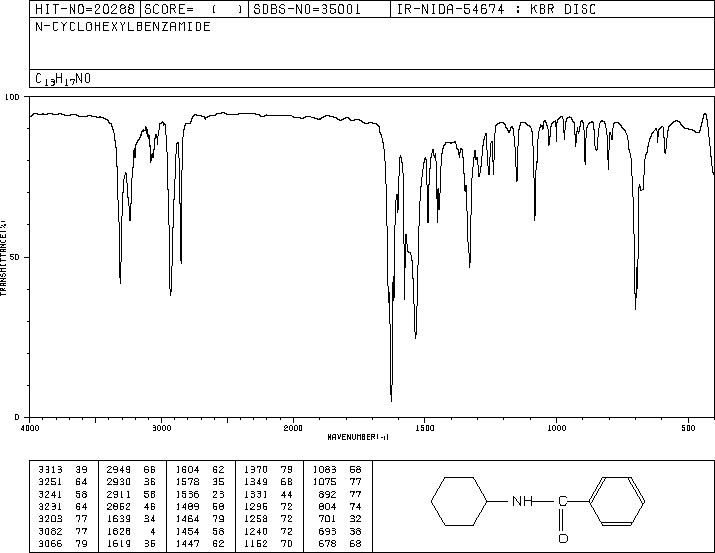 HIT-NO=20288 SCORE= ( ) SDBS-NO=35001 IR-NIDA-54674 : KBR DISC
N-CYCLOHEXYLBENZAMIDE
C13H17NO
100
50
0
TRANSMITTANCE(%)
4000 3000 2000 1500 1000 500
WAVENUMBER(-1)
3313 39 2949 66 1604 62 1370 79 1083 58
3251 64 2930 36 1578 35 1349 68 1075 77
3241 58 2911 58 1536 23 1331 44 892 77
3231 64 2852 46 1489 58 1296 72 804 74
3203 77 1639 34 1464 79 1258 72 701 32
3082 77 1628 4 1454 58 1240 72 693 38
3066 79 1619 36 1447 62 1152 70 678 68
NH C
O